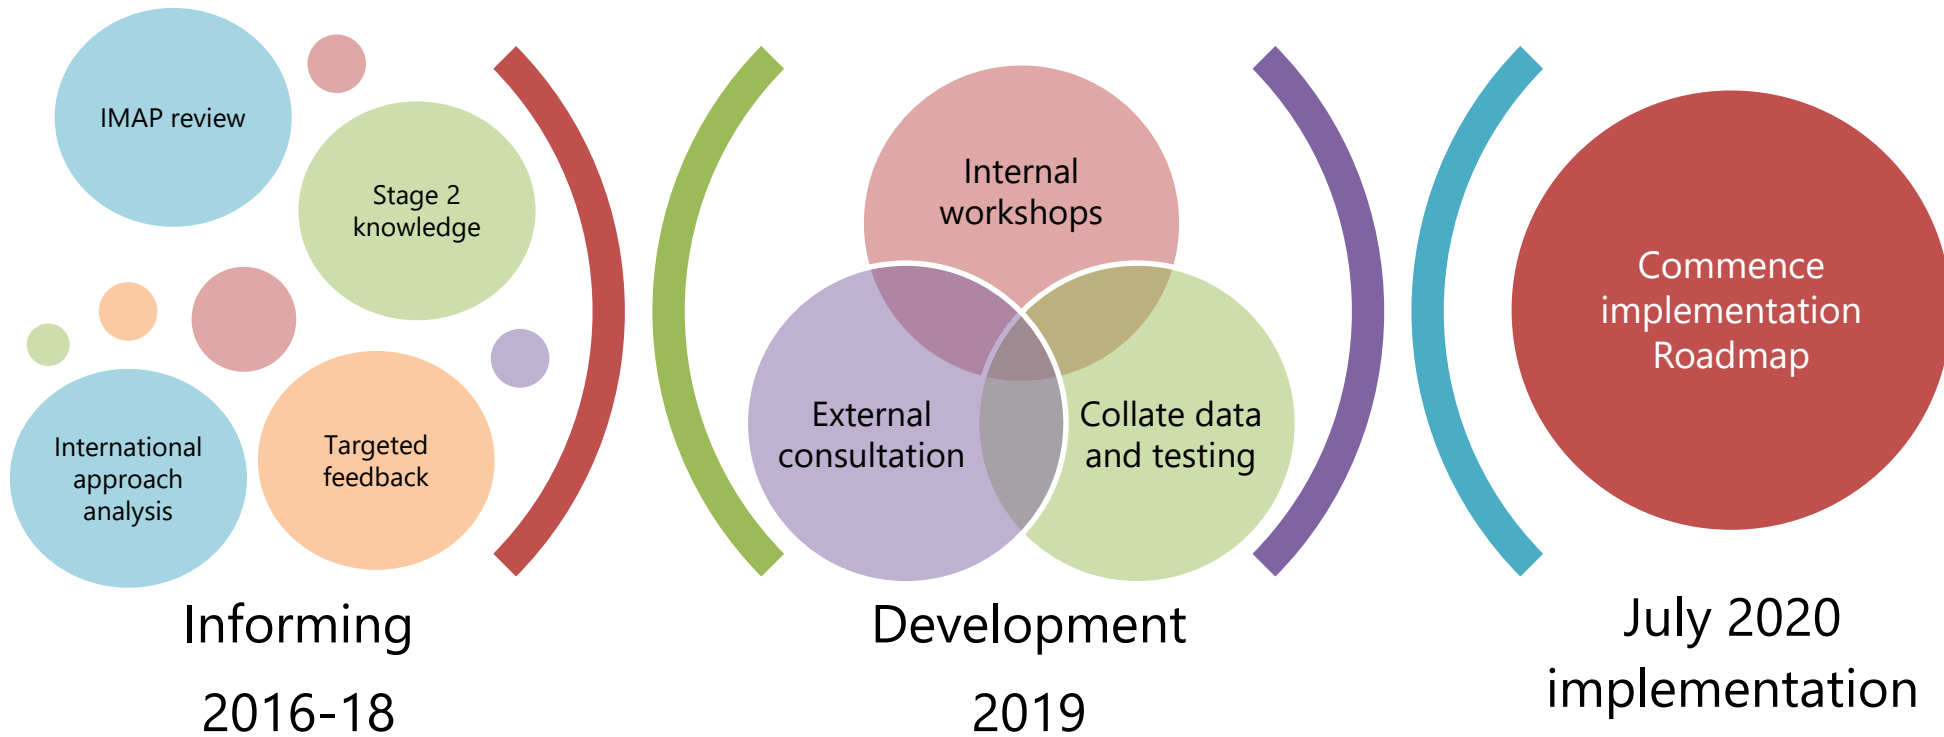 IMAP review
Stage 2
knowledge
International
approach
analysis
Targeted
feedback
Informing
2016-18
Internal
workshops
External
consultation
Collate data
and testing
Development
2019
Commence
implementation
Roadmap
July 2020
implementation